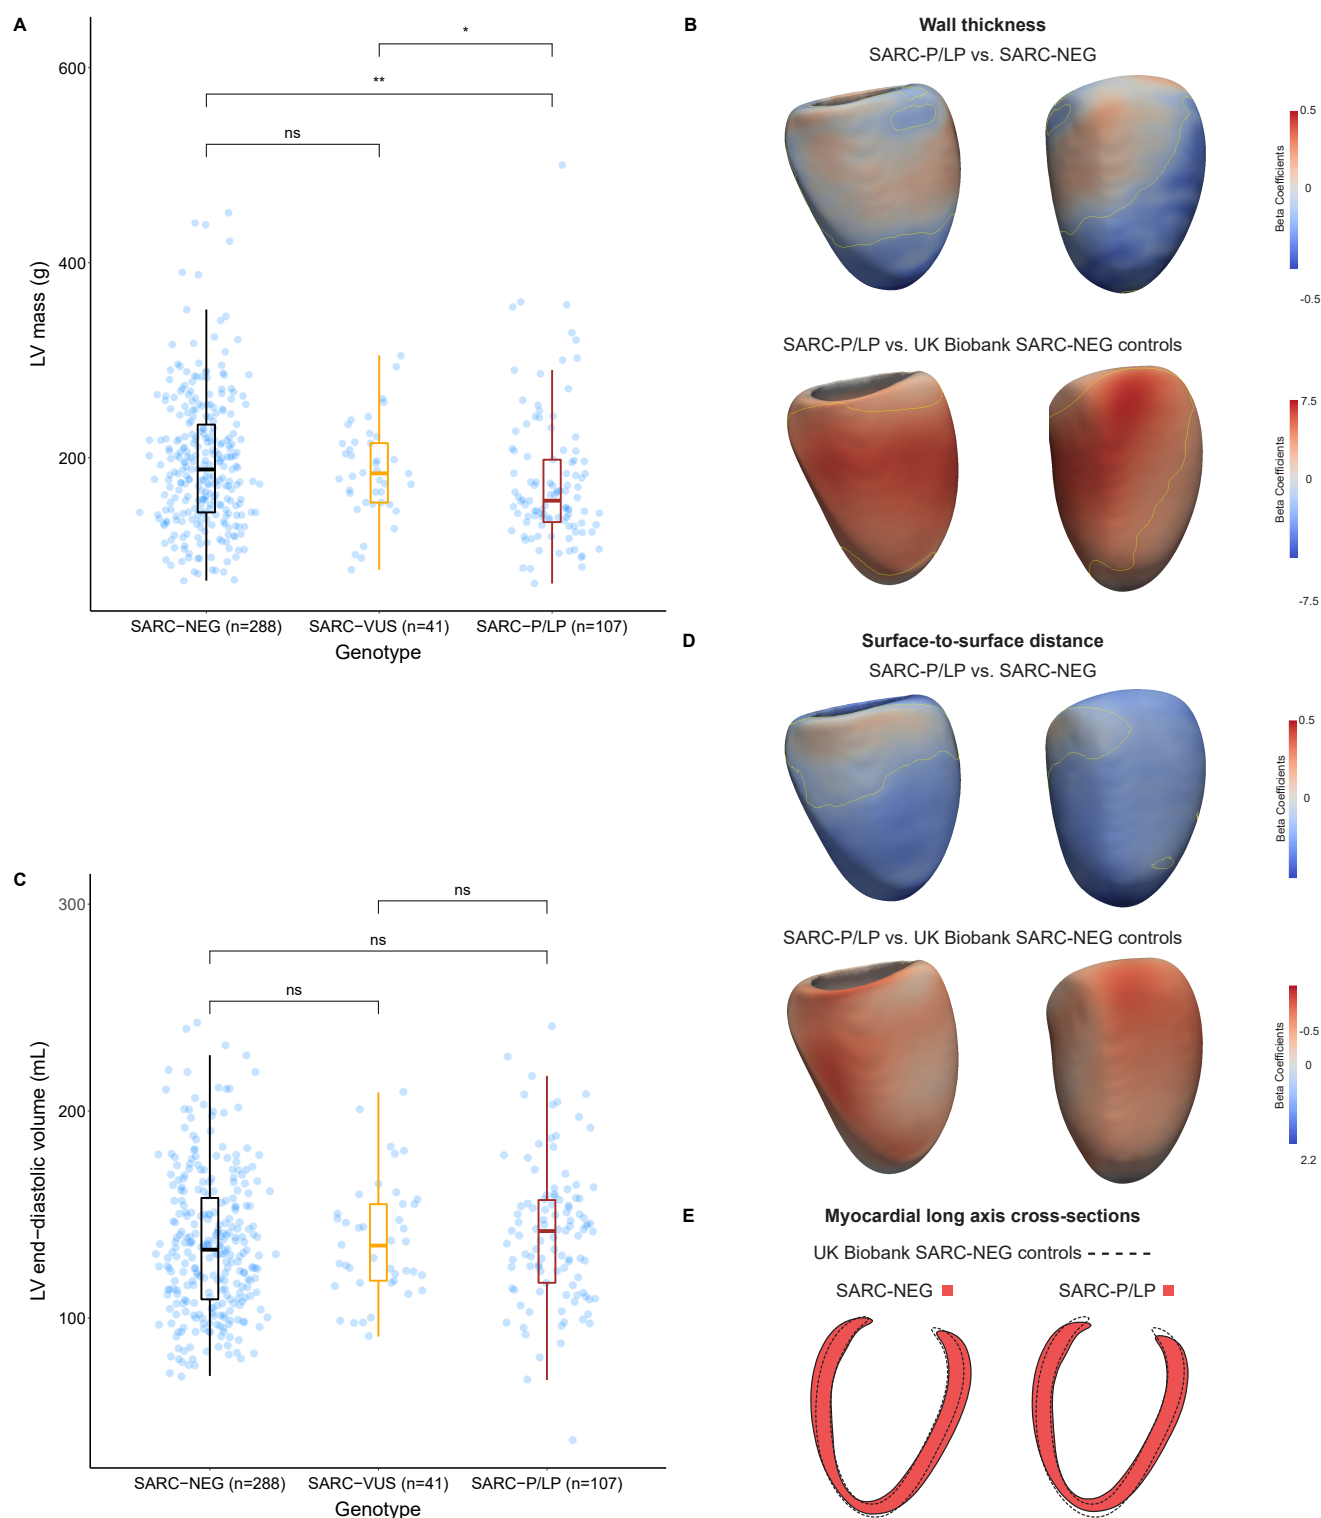 A
*
600
**
ns
400
LV mass (g)
200
SARC−NEG (n=288) SARC−VUS (n=41) SARC−P/LP (n=107)
Genotype
B
Wall thickness
SARC-P/LP vs. SARC-NEG
0.5
Beta Coefficients
0
-0.5
SARC-P/LP vs. UK Biobank SARC-NEG controls
7.5
Beta Coefficients
0
-7.5
C
ns
300
ns
ns
200
LV end−diastolic volume (mL)
100
SARC−NEG (n=288) SARC−VUS (n=41) SARC−P/LP (n=107)
Genotype
D
Surface-to-surface distance
SARC-P/LP vs. SARC-NEG
0.5
Beta Coefficients
0
SARC-P/LP vs. UK Biobank SARC-NEG controls
-0.5
Beta Coefficients
0
2.2
E
Myocardial long axis cross-sections
UK Biobank SARC-NEG controls
SARC-NEG SARC-P/LP